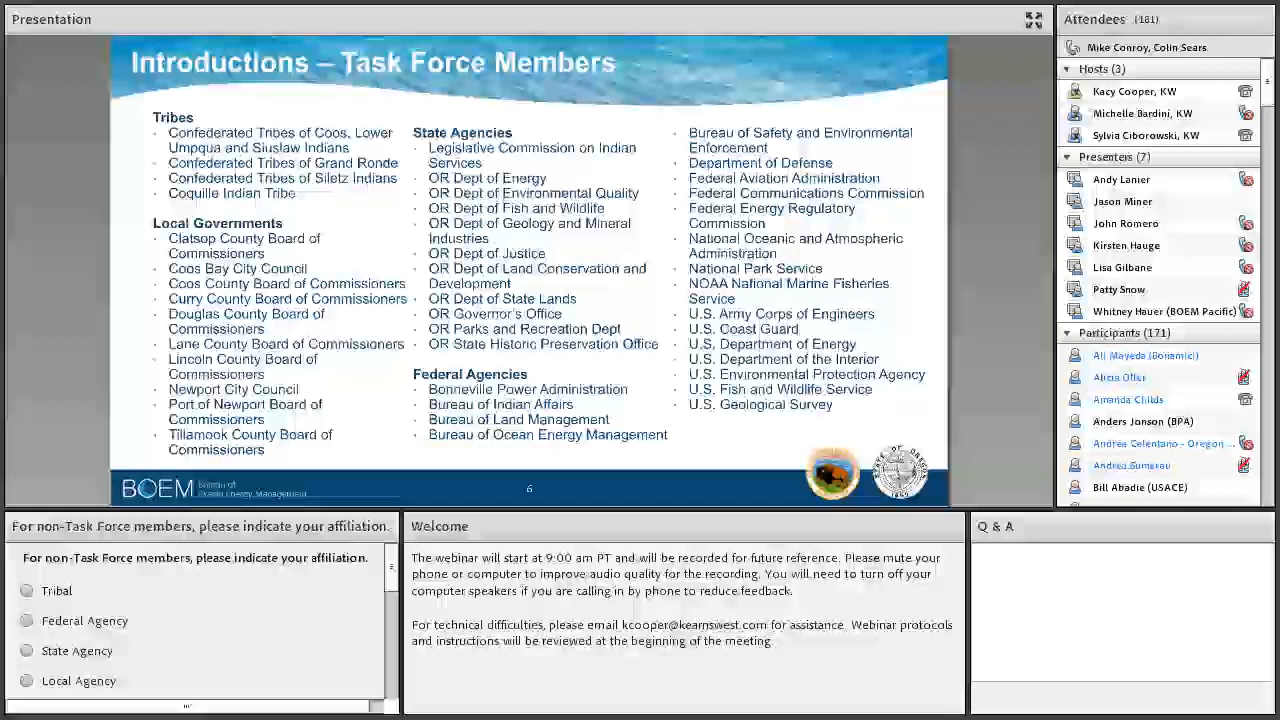 Presentation
Introductions – Task Force Members
Tribes
Confederated Tribes of Coos, Lower
Umpqua and Siuslaw Indians
Confederated Tribes of Grand Ronde
Confederated Tribes of Siletz Indians
Coquille Indian Tribe
Local Governments
Clatsop County Board of
Commissioners
Coos Bay City Council
Coos County Board of Commissioners
Curry County Board of Commissioners
Douglas County Board of
Commissioners
Lane County Board of Commissioners
Lincoln County Board of
Commissioners
Newport City Council
Port of Newport Board of
Commissioners
Tillamook County Board of
Commissioners
State Agencies
Legislative Commission on Indian
Services
OR Dept of Energy
OR Dept of Environmental Quality
OR Dept of Fish and Wildlife
OR Dept of Geology and Mineral
Industries
OR Dept of Justice
OR Dept of Land Conservation and
Development
OR Dept of State Lands
OR Governor's Office
OR Parks and Recreation Dept
OR State Historic Preservation Office
Federal Agencies
Bonneville Power Administration
Bureau of Indian Affairs
Bureau of Land Management
Bureau of Ocean Energy Management
Bureau of Safety and Environmental
Enforcement
Department of Defense
Federal Aviation Administration
Federal Communications Commission
Federal Energy Regulatory
Commission
National Oceanic and Atmospheric
Administration
National Park Service
NOAA National Marine Fisheries
Service
U.S. Army Corps of Engineers
U.S. Coast Guard
U.S. Department of Energy
U.S. Department of the Interior
U.S. Environmental Protection Agency
U.S. Fish and Wildlife Service
U.S. Geological Survey
BOEM
Bureau of
Ocean Energy Management
6
Attendees (181)
Mike Conroy, Colin Sears
Hosts (3)
Kacy Cooper, KW
Michelle Bardini, KW
Sylvia Ciborowski, KW
Presenters (7)
Andy Lanier
Jason Miner
John Romero
Kirsten Hauge
Lisa Gilbane
Patty Snow
Whitney Hauer (BOEM Pacific)
Participants (171)
Ali Mayeda (Bonamici)
Alicia
Amanda Childs
Anders Jonson (BPA)
Andrea Celentano - Oregon ...
Andrea
Bill Abadie (USACE)
For non-Task Force members, please indicate your affiliation.
For non-Task Force members, please indicate your affiliation.
Tribal
Federal Agency
State Agency
Local Agency
Welcome
The webinar will start at 9:00 am PT and will be recorded for future reference. Please mute your
phone or computer to improve audio quality for the recording. You will need to turn off your
computer speakers if you are calling in by phone to reduce feedback.
For technical difficulties, please email kcooper@kearnswest.com for assistance. Webinar protocols
and instructions will be reviewed at the beginning of the meeting.
Q & A